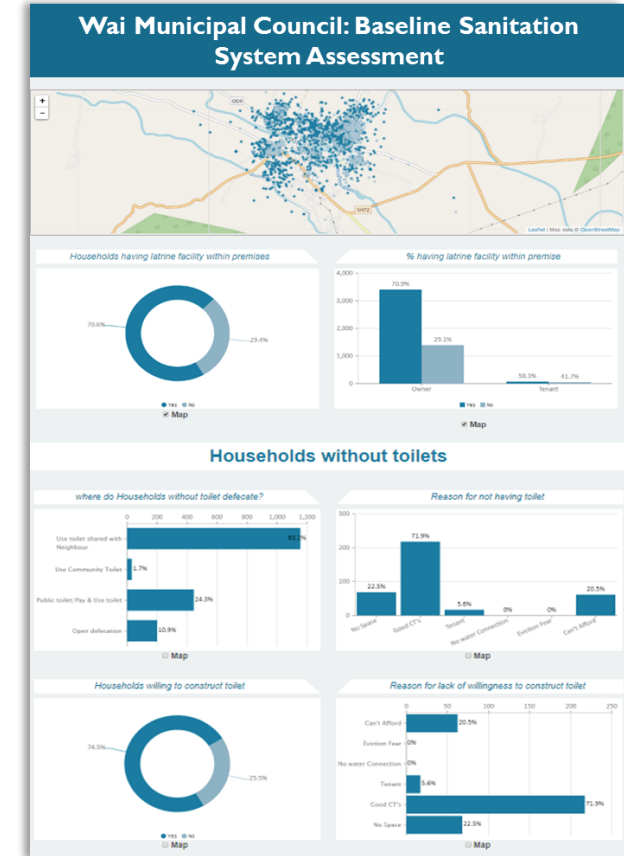 Wai Municipal Council: Baseline Sanitation
System Assessment
+
−
SH72
Leaflet | Map data © OpenStreetMap
Households having latrine facility within premises
70.6%
29.4%
Yes No
Map
% having latrine facility within premise
4,000
3,000
2,000
1,000
0
70.9%
29.1%
58.3%
41.7%
Owner
Tenant
Yes No
Map
Households without toilets
where do Households without toilet defecate?
0 200 400 600 800 1,000 1,200
Use toilet shared with
Neighbour
63.2%
Use Community Toilet
1.7%
Public toilet/Pay & Use toilet
24.3%
Open defecation
10.9%
Map
Reason for not having toilet
300
200
100
0
22.5%
71.9%
5.6%
0%
0%
20.5%
No Space
Good CT's
Tenant
No water Connection
Eviction Fear
Can't Afford
Map
Households willing to construct toilet
74.5%
25.5%
Yes No
Map
Reason for lack of willingness to construct toilet
0 50 100 150 200 250
Can't Afford
20.5%
Eviction Fear
0%
No water Connection
0%
Tenant
5.6%
Good CT's
71.9%
No Space
22.5%
Map